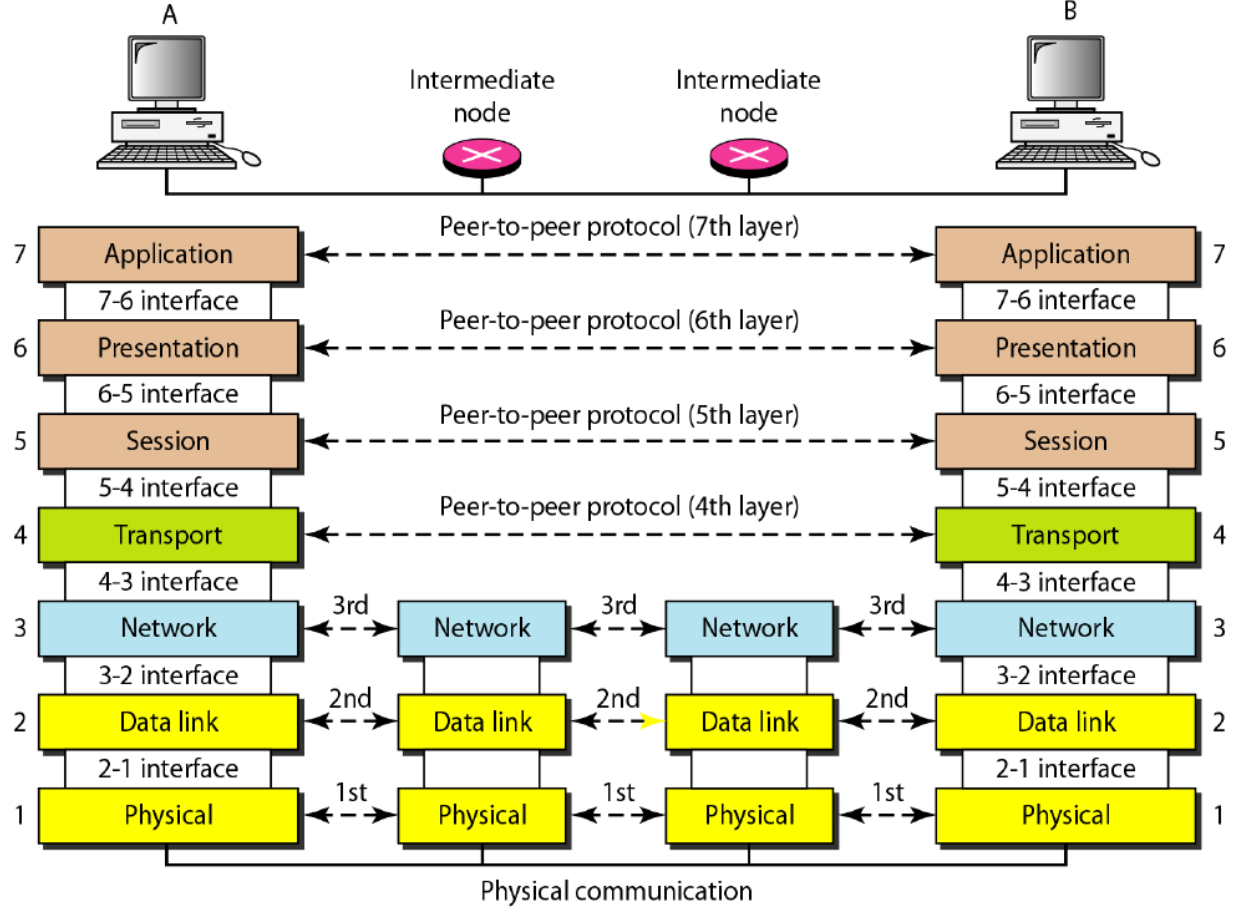 A
B
Intermediate
node
Intermediate
node
Peer-to-peer protocol (7th layer)
7 Application Application 7
7-6 interface 7-6 interface
Peer-to-peer protocol (6th layer)
6 Presentation Presentation 6
6-5 interface 6-5 interface
Peer-to-peer protocol (5th layer)
5 Session Session 5
5-4 interface 5-4 interface
Peer-to-peer protocol (4th layer)
4 Transport Transport 4
4-3 interface 4-3 interface
3rd 3rd 3rd
3 Network Network Network Network 3
3-2 interface 3-2 interface
2nd 2nd 2nd
2 Data link Data link Data link Data link 2
2-1 interface 2-1 interface
1st 1st 1st
1 Physical Physical Physical Physical 1
Physical communication